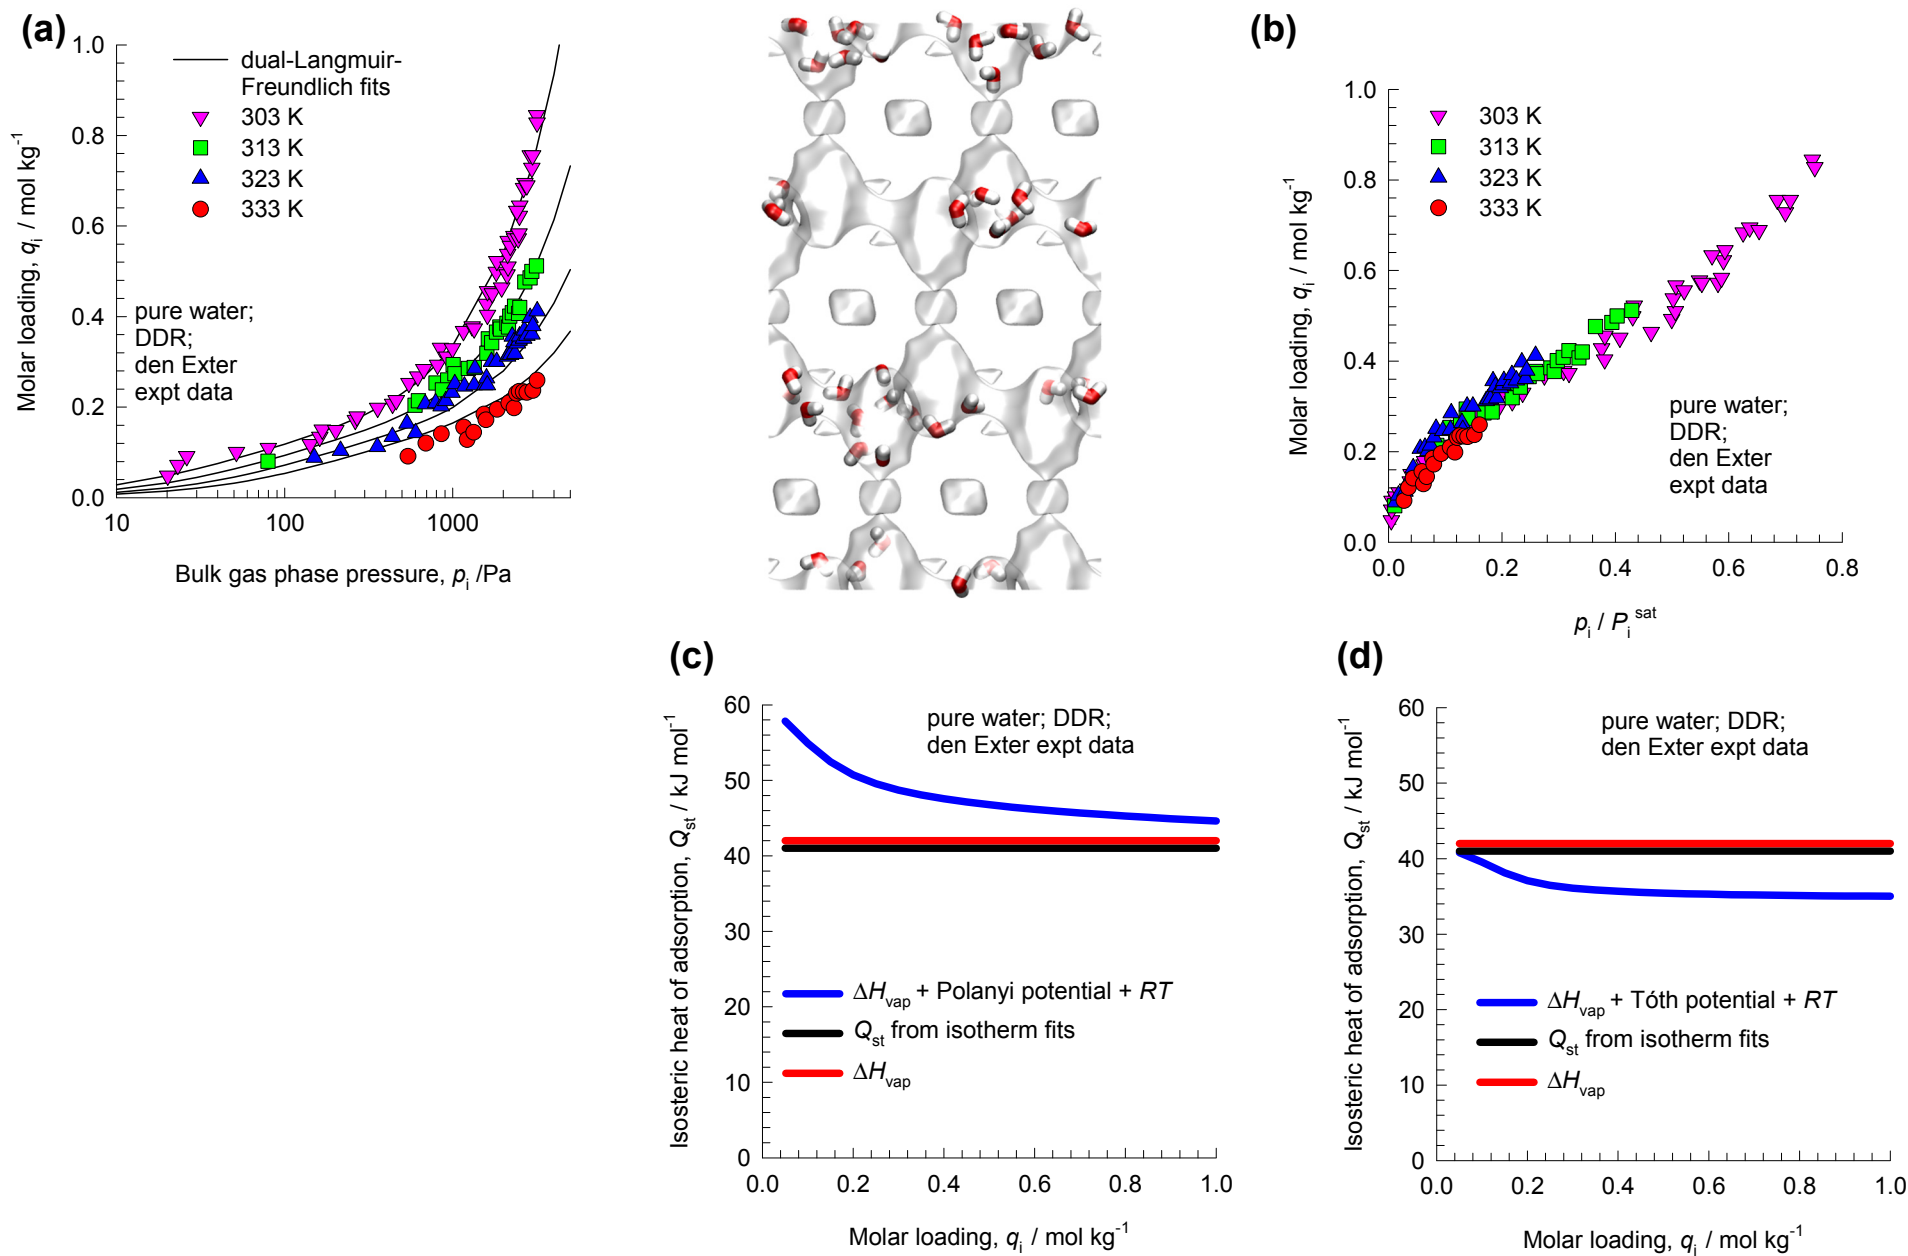 (a)
1.0
0.8
0.6
0.4
0.2
0.0
10
100
1000
Molar loading, qi / mol kg-1
Bulk gas phase pressure, pi /Pa
dual-Langmuir-
Freundlich fits
303 K
313 K
323 K
333 K
pure water;
DDR;
den Exter
expt data
(b)
1.0
0.8
0.6
0.4
0.2
0.0
0.0
0.2
0.4
0.6
0.8
Molar loading, qi / mol kg-1
pi / Pi sat
303 K
313 K
323 K
333 K
pure water;
DDR;
den Exter
expt data
(c)
60
50
40
30
20
10
0
0.0
0.2
0.4
0.6
0.8
1.0
Isosteric heat of adsorption, Qst / kJ mol-1
Molar loading, qi / mol kg-1
pure water; DDR;
den Exter expt data
ΔHvap + Polanyi potential + RT
Qst from isotherm fits
ΔHvap
(d)
60
50
40
30
20
10
0
0.0
0.2
0.4
0.6
0.8
1.0
Isosteric heat of adsorption, Qst / kJ mol-1
Molar loading, qi / mol kg-1
pure water; DDR;
den Exter expt data
ΔHvap + Tóth potential + RT
Qst from isotherm fits
ΔHvap